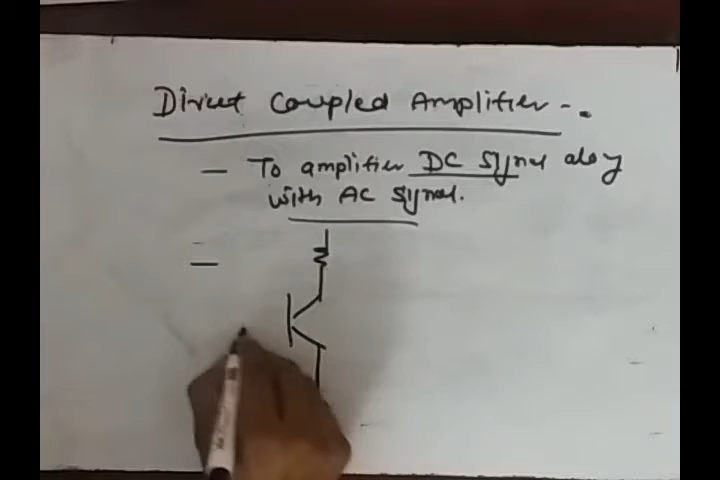 Direct Coupled Amplifier -.
— To amplifier DC Signal along
with AC signal.
—